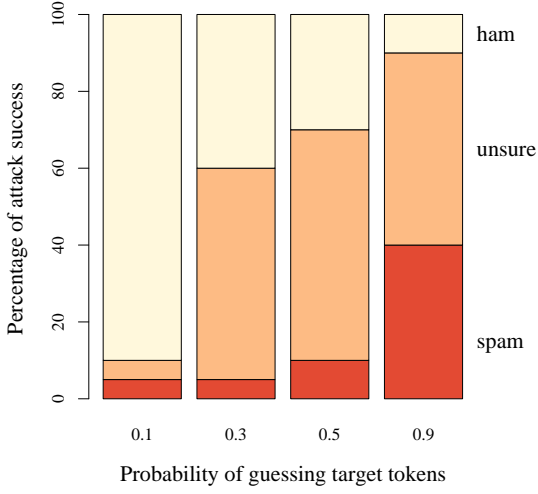 Percentage of attack success
100
80
60
40
20
0
ham
unsure
spam
0.1 0.3 0.5 0.9
Probability of guessing target tokens